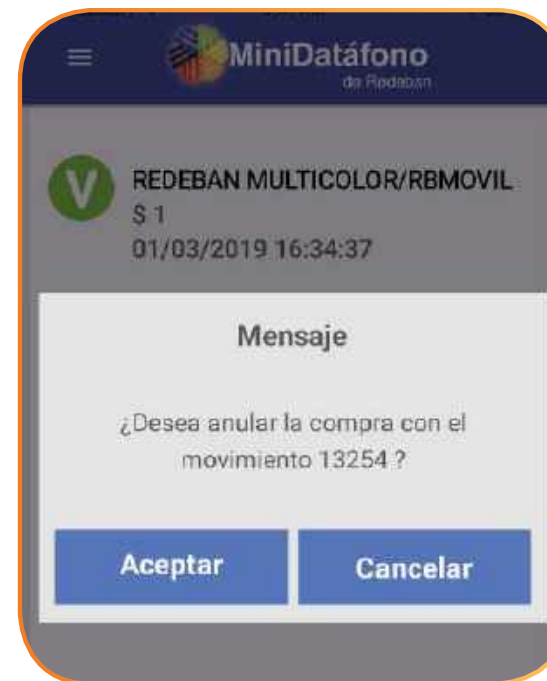 MiniDatáfono
de Redeban
V
REDEBAN MULTICOLOR/RBMOVIL
$ 1
01/03/2019 16:34:37
Mensaje
¿Desea anular la compra con el
movimiento 13254 ?
Aceptar
Cancelar